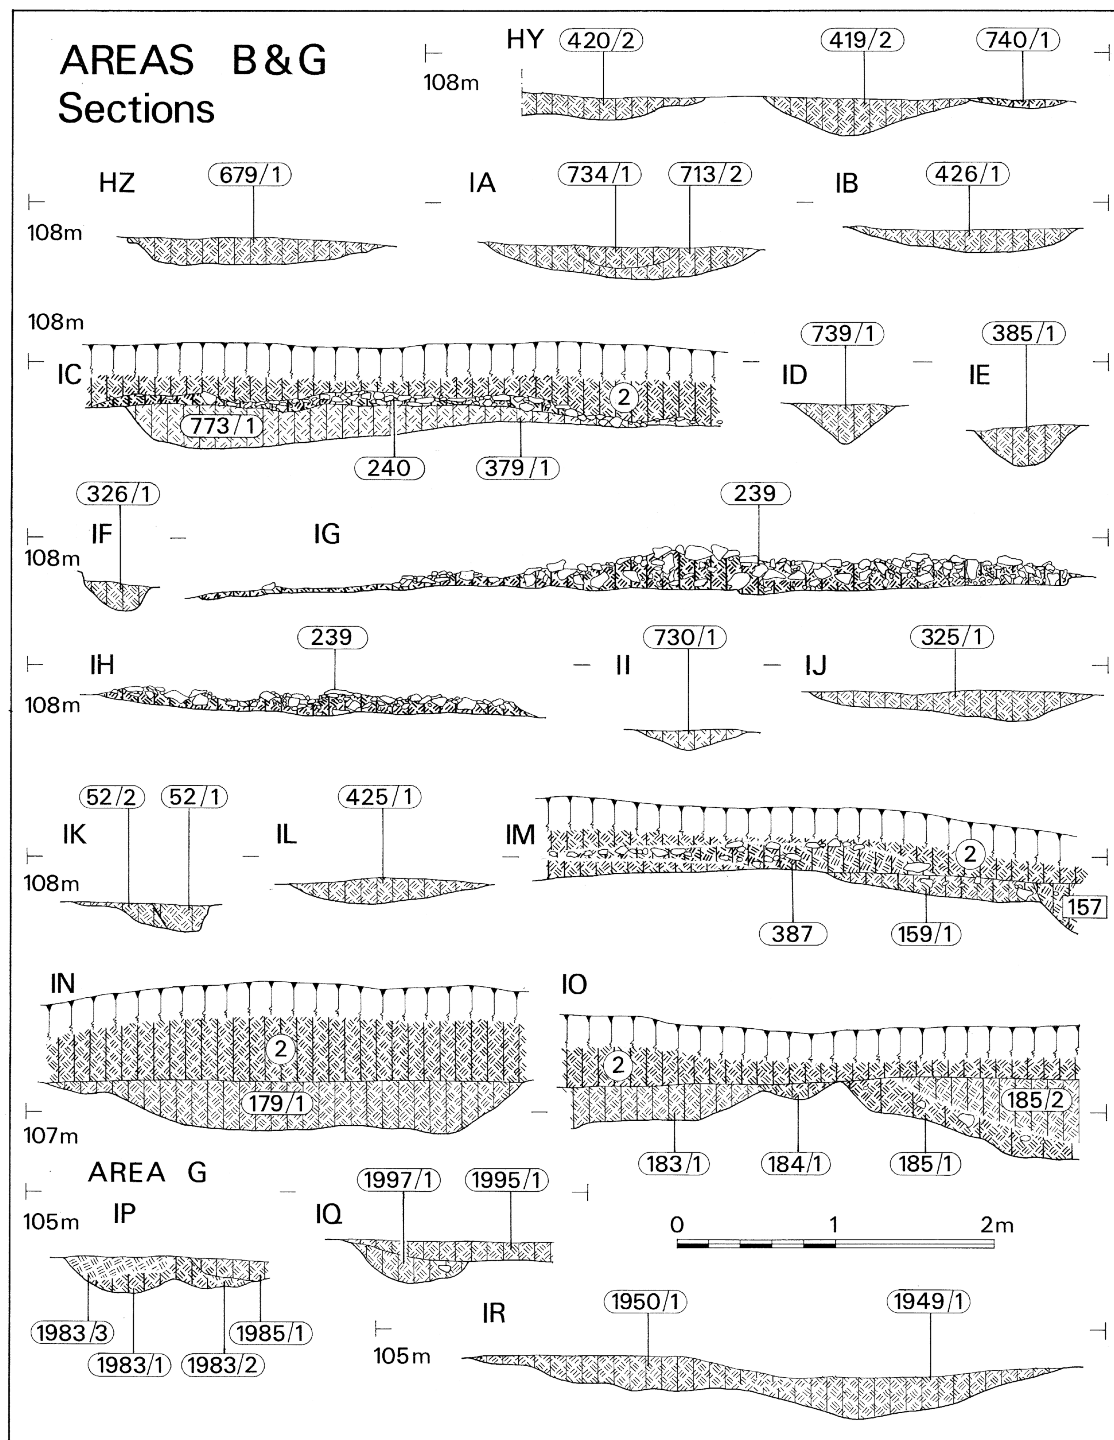 AREAS B&G
Sections
HY 420/2 419/2 740/1
108m
HZ 679/1 IA 734/1 713/2 IB 426/1
108m
108m
IC 2 ID 739/1 IE 385/1
773/1 240 379/1
326/1
IF IG 239
108m
IH 239 II 730/1 IJ 325/1
108m
52/2 52/1 425/1
IK IL IM 2
108m
387 159/1 157
IN IO
2 2
179/1 185/2
107m
183/1 184/1 185/1
AREA G
1997/1 1995/1
105m IP IQ
0 1 2m
1983/3 1985/1
1983/1 1983/2
IR 1950/1 1949/1
105m